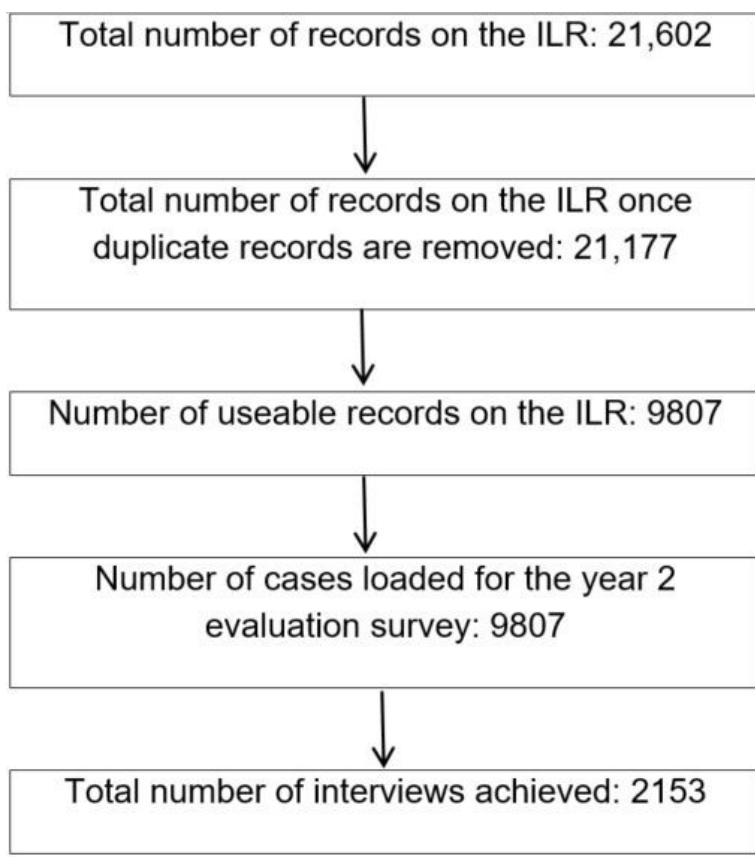 Total number of records on the ILR: 21,602
Total number of records on the ILR once
duplicate records are removed: 21,177
Number of useable records on the ILR: 9807
Number of cases loaded for the year 2
evaluation survey: 9807
Total number of interviews achieved: 2153